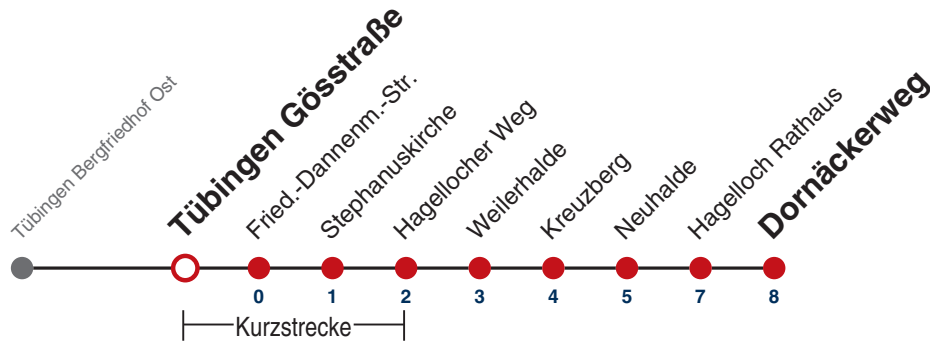 Tübingen Bergfriedhof Ost
Tübingen Gösstraße
Fried.-Dannenm.-Str.
Stephanuskirche
Hagellocher Weg
Weilerhalde
Kreuzberg
Neuhalde
Hagelloch Rathaus
Dornäckerweg
0 1 2 3 4 5 7 8
Kurzstrecke